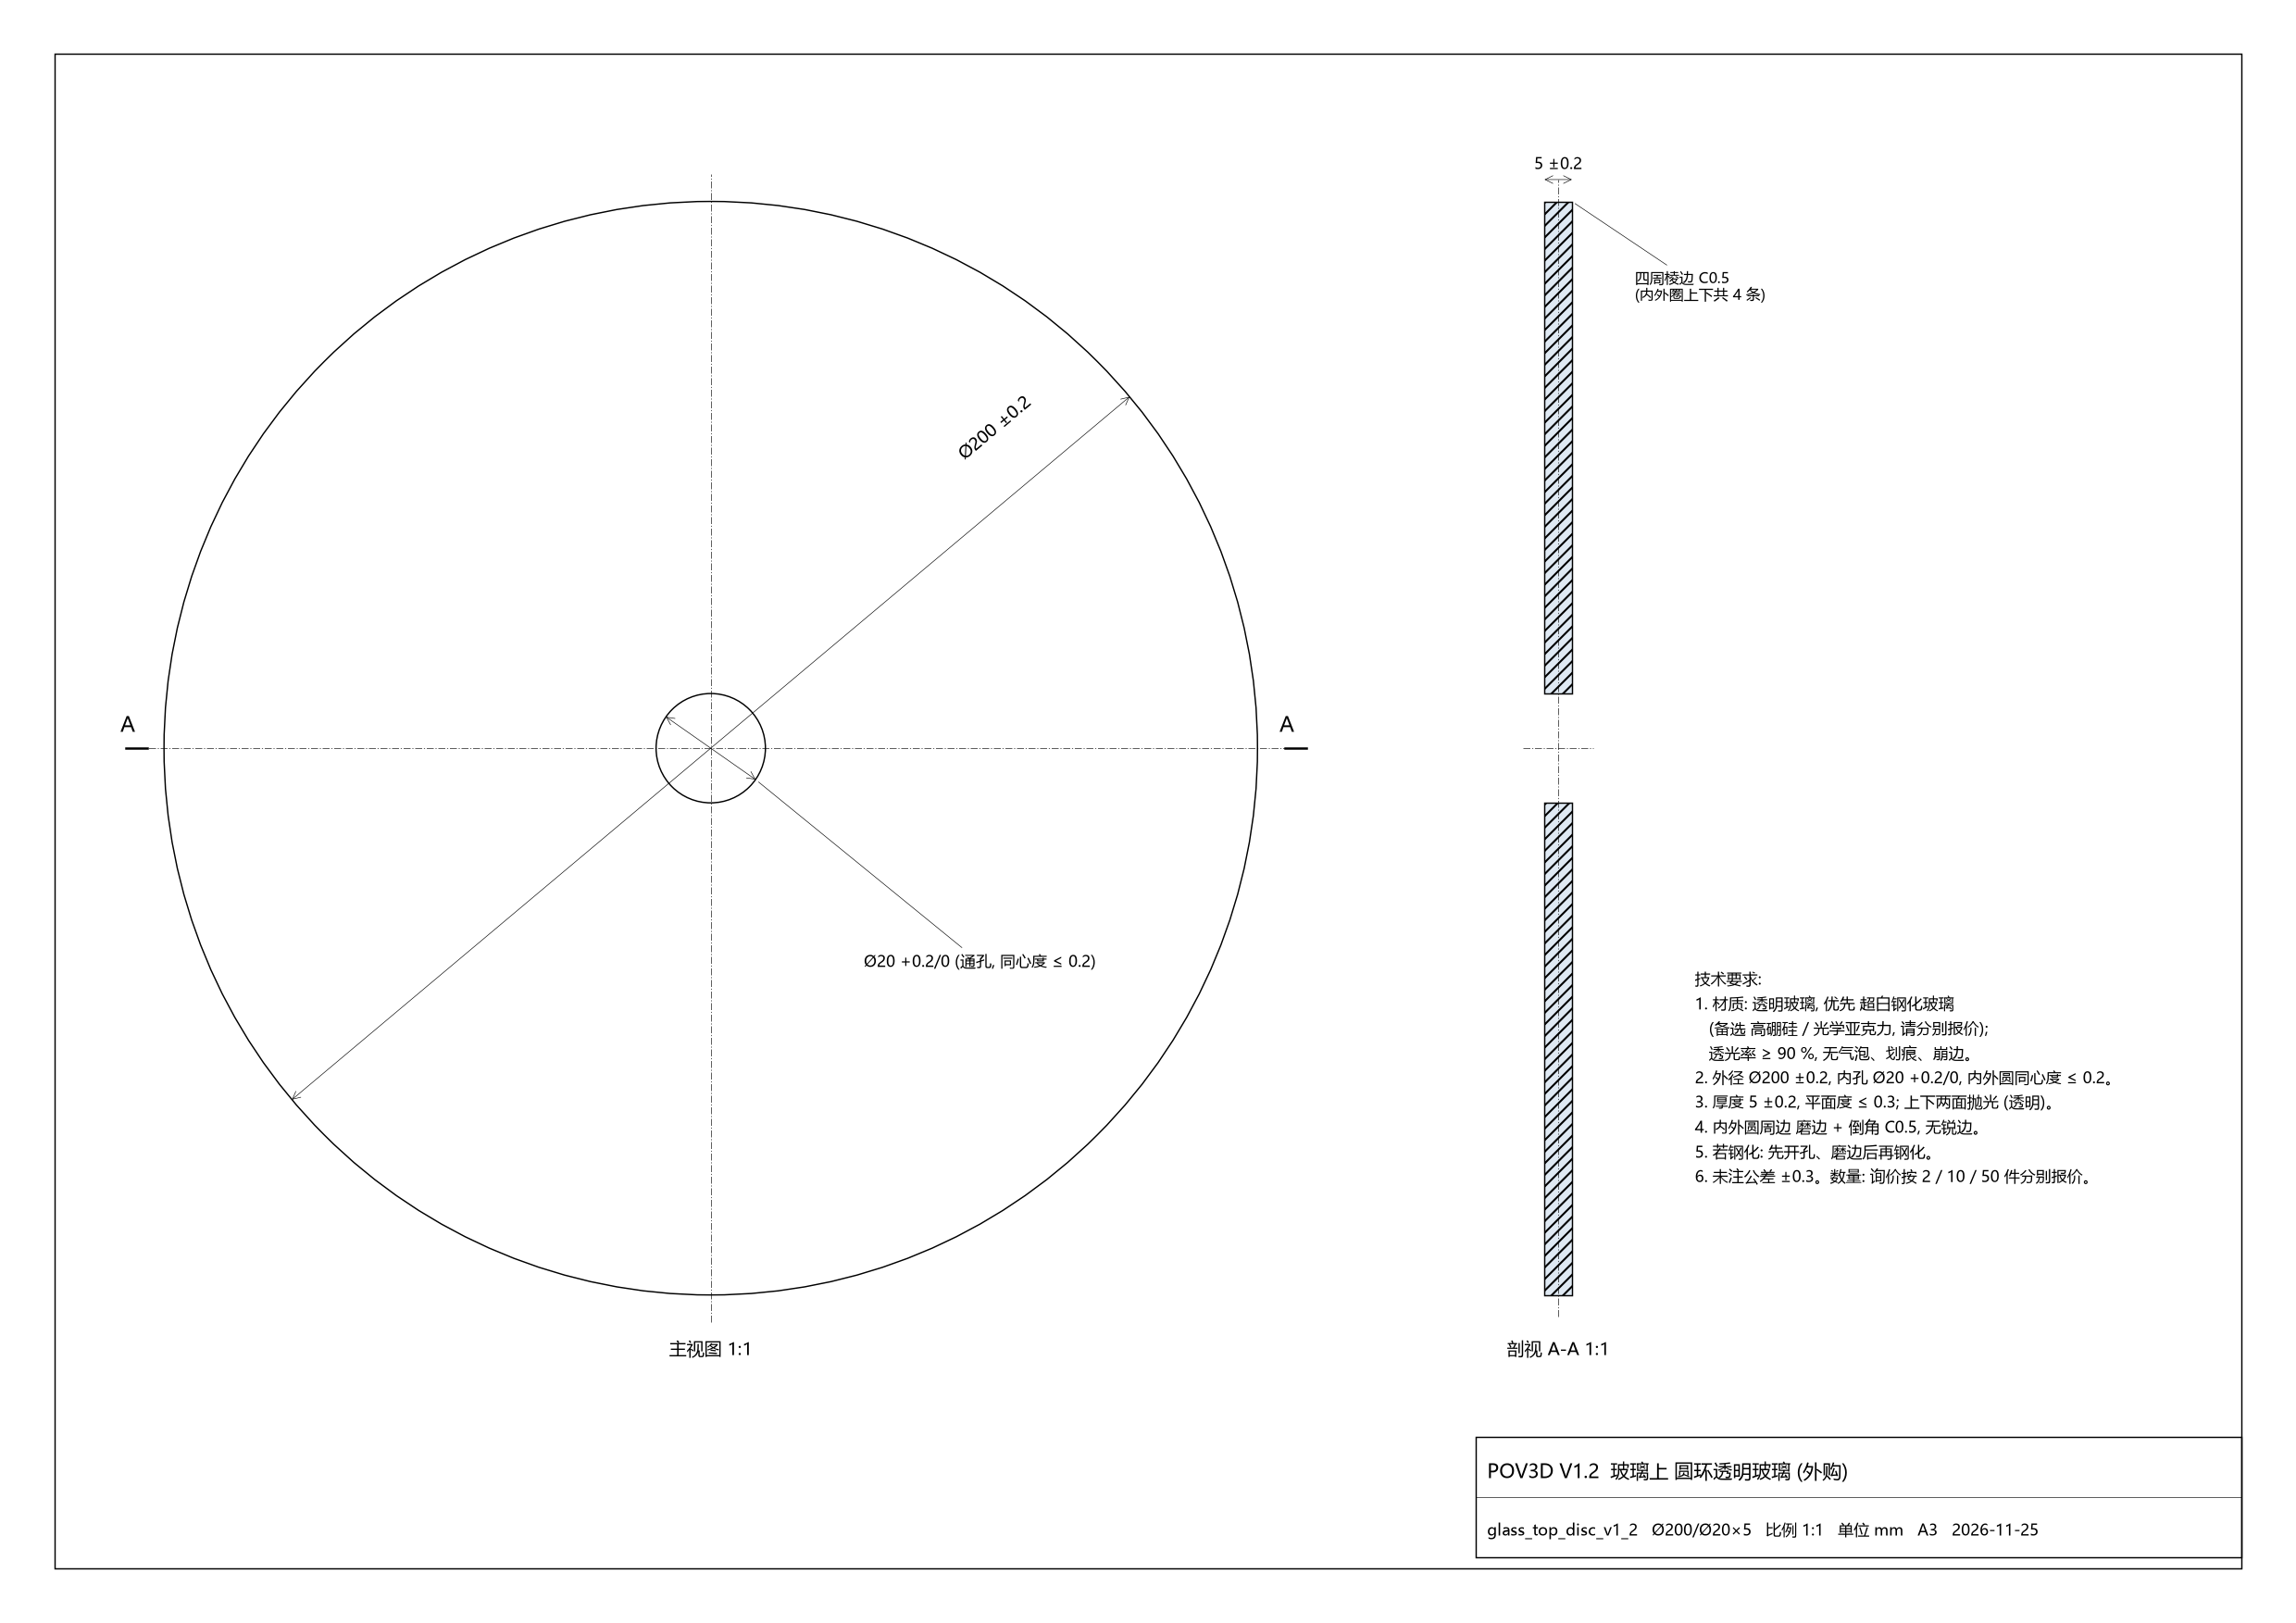 5 ±0.2
四周棱边 C0.5
(内外圈上下共 4 条)
Ø200 ±0.2
A
A
Ø20 +0.2/0 (通孔, 同心度 ≤ 0.2)
技术要求:
1. 材质: 透明玻璃, 优先 超白钢化玻璃
(备选 高硼硅 / 光学亚克力, 请分别报价);
透光率 ≥ 90 %, 无气泡、划痕、崩边。
2. 外径 Ø200 ±0.2, 内孔 Ø20 +0.2/0, 内外圆同心度 ≤ 0.2。
3. 厚度 5 ±0.2, 平面度 ≤ 0.3; 上下两面抛光 (透明)。
4. 内外圆周边 磨边 + 倒角 C0.5, 无锐边。
5. 若钢化: 先开孔、磨边后再钢化。
6. 未注公差 ±0.3。数量: 询价按 2 / 10 / 50 件分别报价。
主视图 1:1
剖视 A-A 1:1
POV3D V1.2 玻璃上 圆环透明玻璃 (外购)
glass_top_disc_v1_2 Ø200/Ø20×5 比例 1:1 单位 mm A3 2026-11-25